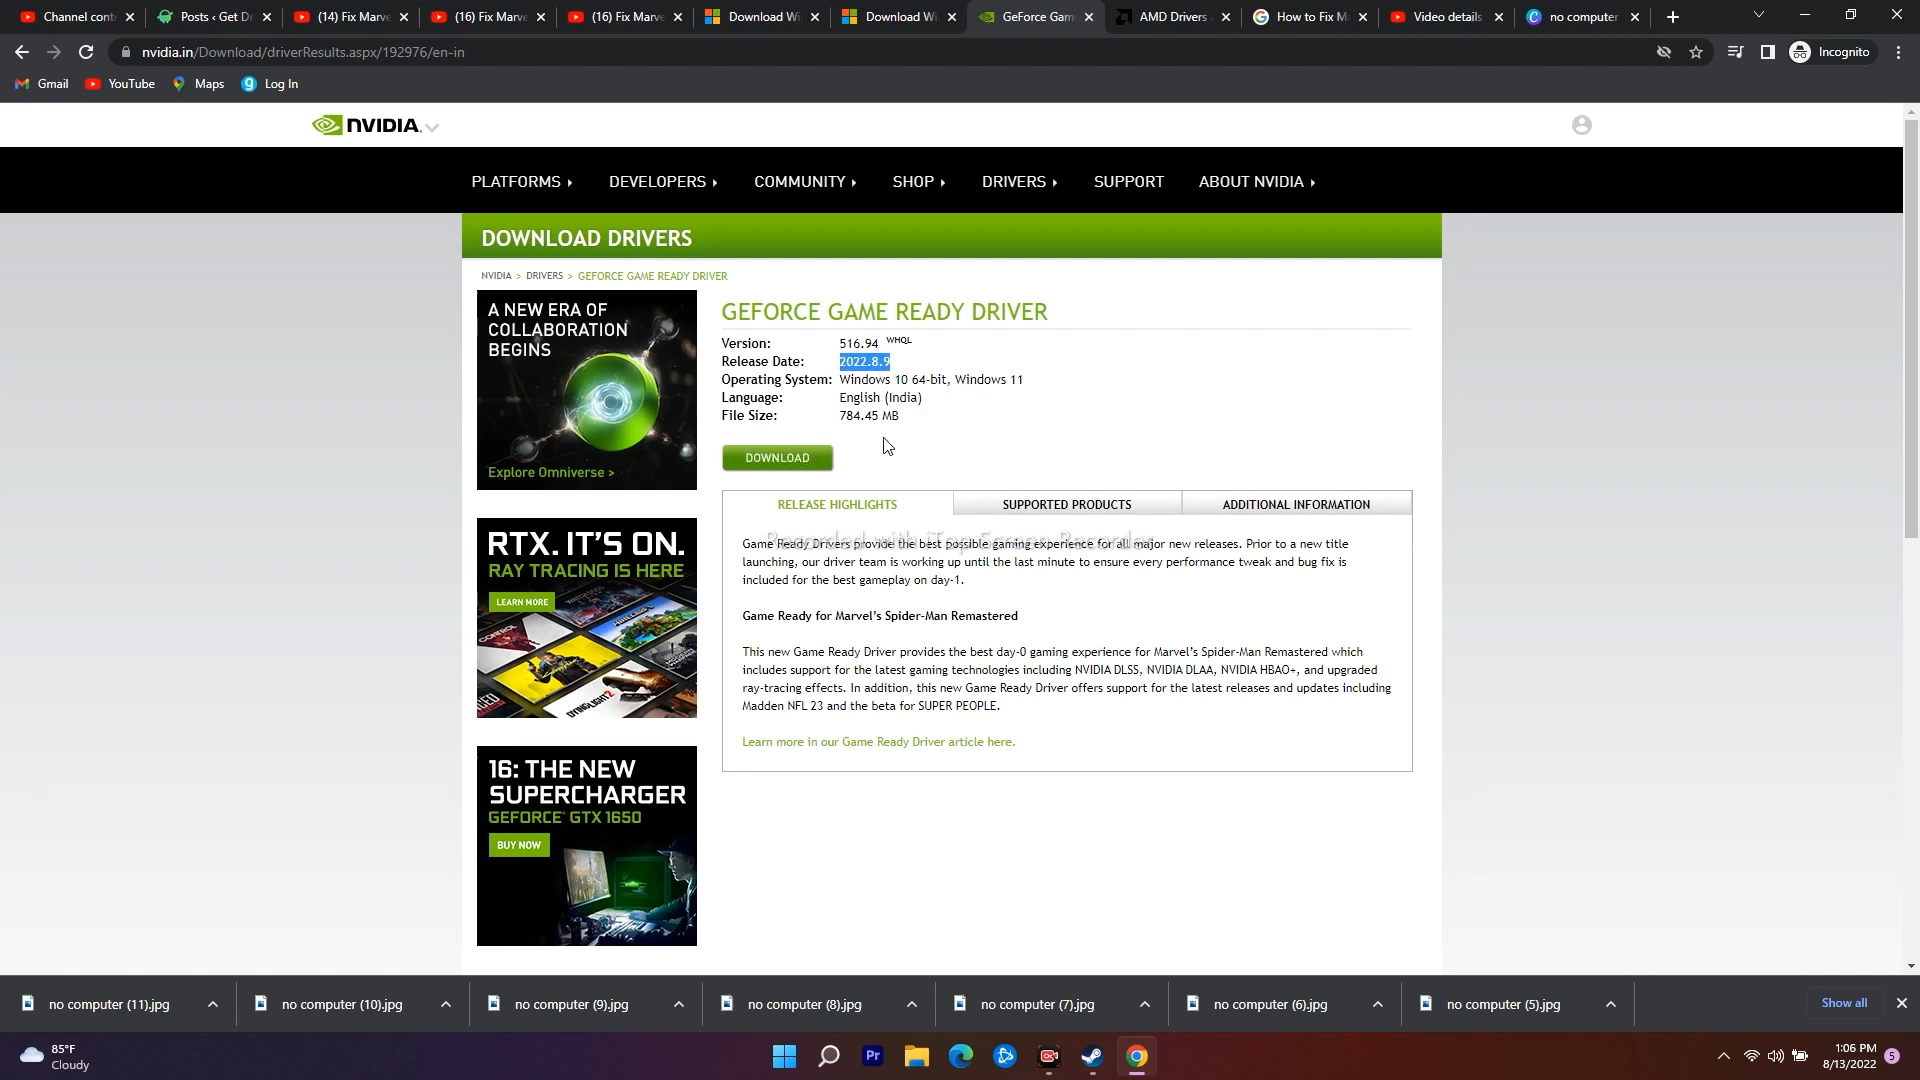 Channel cont
Posts ‹ Get Dr
(14) Fix Marve
(16) Fix Marve
(16) Fix Marve
Download Wi
Download Wi
GeForce Gam
AMD Drivers
How to Fix M
Video details
no computer
nvidia.in/Download/driverResults.aspx/192976/en-in
Incognito
Gmail
YouTube
Maps
Log In
NVIDIA.
PLATFORMS
DEVELOPERS
COMMUNITY
SHOP
DRIVERS
SUPPORT
ABOUT NVIDIA
DOWNLOAD DRIVERS
NVIDIA > DRIVERS > GEFORCE GAME READY DRIVER
A NEW ERA OF
COLLABORATION
BEGINS
Explore Omniverse >
RTX. IT'S ON.
RAY TRACING IS HERE
LEARN MORE
CONTROL
MINECRAFT
DYING LIGHT 2
16: THE NEW
SUPERCHARGER
GEFORCE® GTX 1650
BUY NOW
GEFORCE GAME READY DRIVER
Version: 516.94 WHQL
Release Date: 2022.8.9
Operating System: Windows 10 64-bit, Windows 11
Language: English (India)
File Size: 784.45 MB
DOWNLOAD
RELEASE HIGHLIGHTS
SUPPORTED PRODUCTS
ADDITIONAL INFORMATION
Recorded with iTop Screen Recorder
Game Ready Drivers provide the best possible gaming experience for all major new releases. Prior to a new title
launching, our driver team is working up until the last minute to ensure every performance tweak and bug fix is
included for the best gameplay on day-1.
Game Ready for Marvel's Spider-Man Remastered
This new Game Ready Driver provides the best day-0 gaming experience for Marvel's Spider-Man Remastered which
includes support for the latest gaming technologies including NVIDIA DLSS, NVIDIA DLAA, NVIDIA HBAO+, and upgraded
ray-tracing effects. In addition, this new Game Ready Driver offers support for the latest releases and updates including
Madden NFL 23 and the beta for SUPER PEOPLE.
Learn more in our Game Ready Driver article here.
no computer (11).jpg
no computer (10).jpg
no computer (9).jpg
no computer (8).jpg
no computer (7).jpg
no computer (6).jpg
no computer (5).jpg
Show all
85°F
Cloudy
Pr
1:06 PM
8/13/2022
5